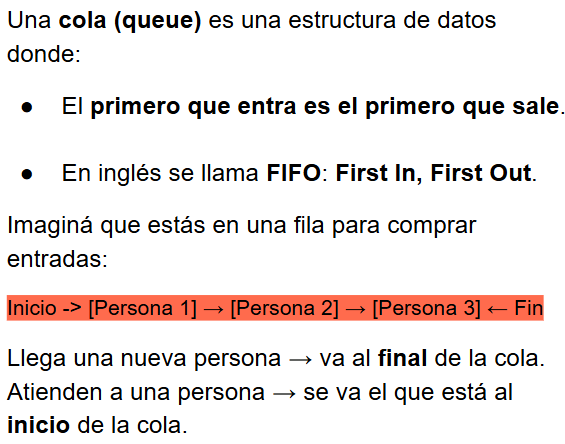 Una cola (queue) es una estructura de datos
donde:
● El primero que entra es el primero que sale.
● En inglés se llama FIFO: First In, First Out.
Imaginá que estás en una fila para comprar
entradas:
Inicio -> [Persona 1] → [Persona 2] → [Persona 3] ← Fin
Llega una nueva persona → va al final de la cola.
Atienden a una persona → se va el que está al
inicio de la cola.